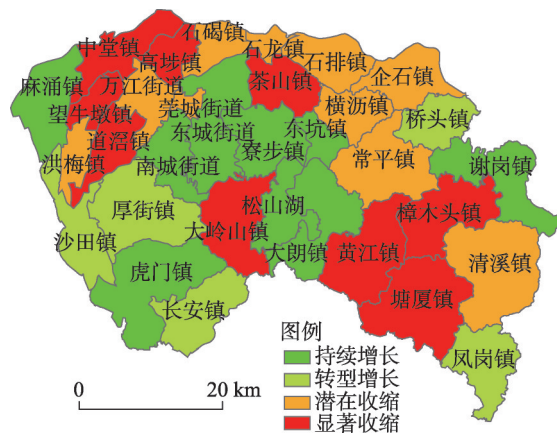 石碣镇
中堂镇
高埗镇
石龙镇
石排镇
麻涌镇
万江街道
茶山镇
企石镇
望牛墩镇
莞城街道
横沥镇
桥头镇
道滘镇
东城街道
东坑镇
洪梅镇
南城街道
寮步镇
常平镇
谢岗镇
厚街镇
松山湖
樟木头镇
沙田镇
大岭山镇
大朗镇
黄江镇
清溪镇
虎门镇
塘厦镇
长安镇
凤岗镇
图例
持续增长
转型增长
潜在收缩
显著收缩
0 20 km